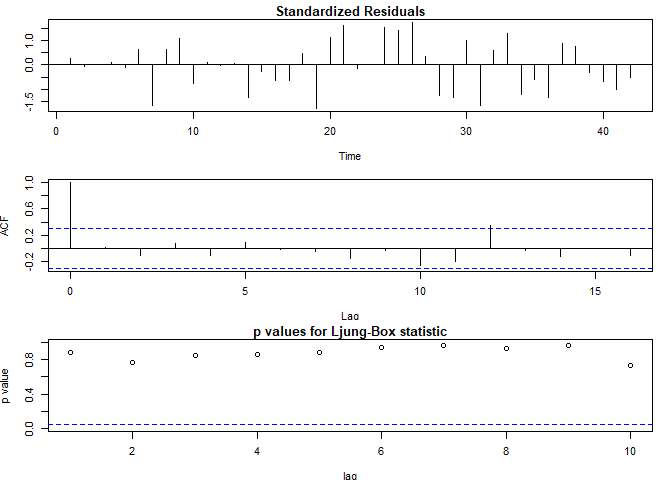 Standardized Residuals
1.0
0.0
-1.5
0 10 20 30 40
Time
ACF
1.0
0.6
0.2
-0.2
0 5 10 15
Lag
p values for Ljung-Box statistic
p value
0.8
0.4
0.0
2 4 6 8 10
lag